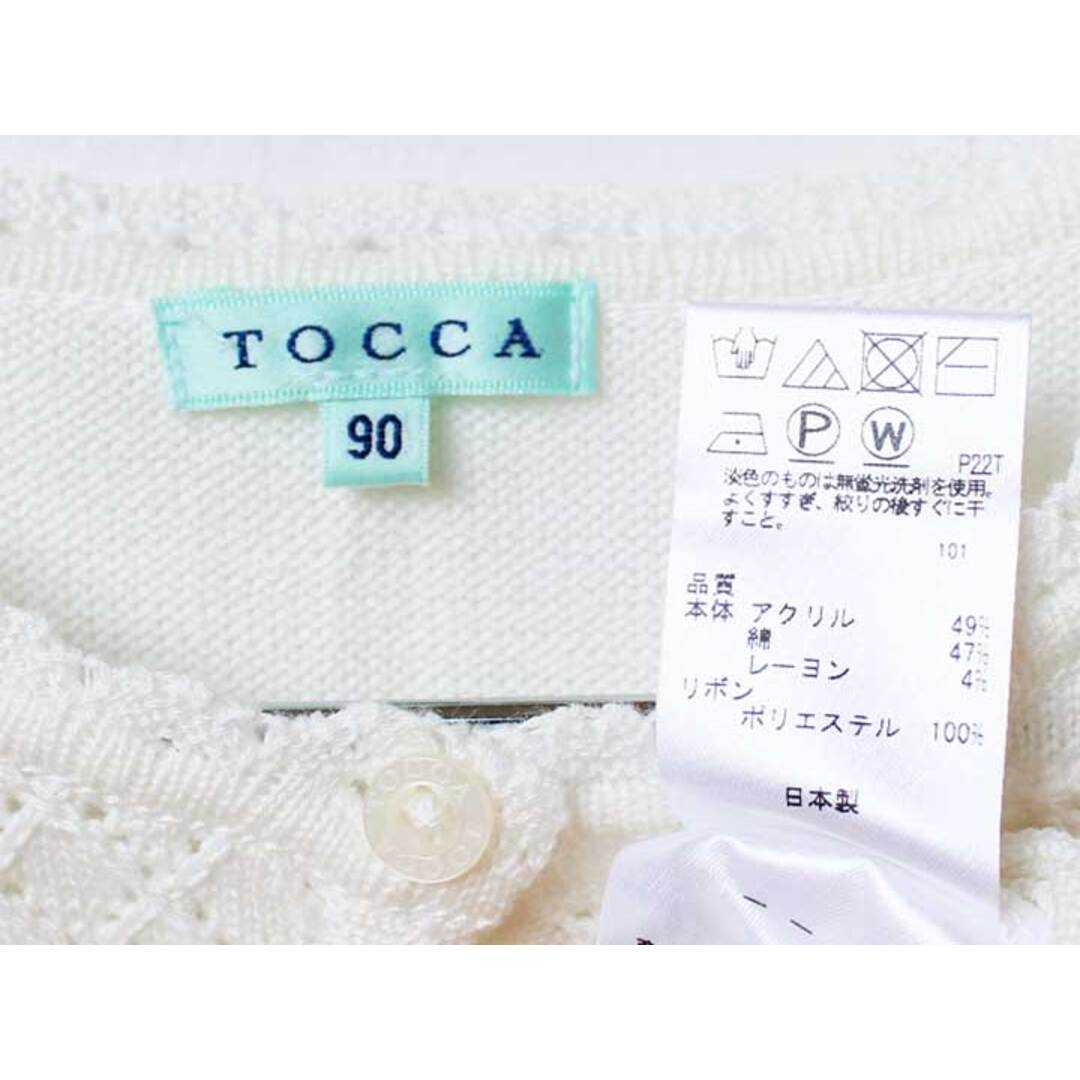 TOCCA
90
P W
P22T
淡色のものは無蛍光洗剤を使用。
よくすすぎ、絞りの後すぐに干
すこと。
101
品質
本体 アクリル 49%
綿 47%
レーヨン 4%
リボン
ポリエステル 100%
日本製